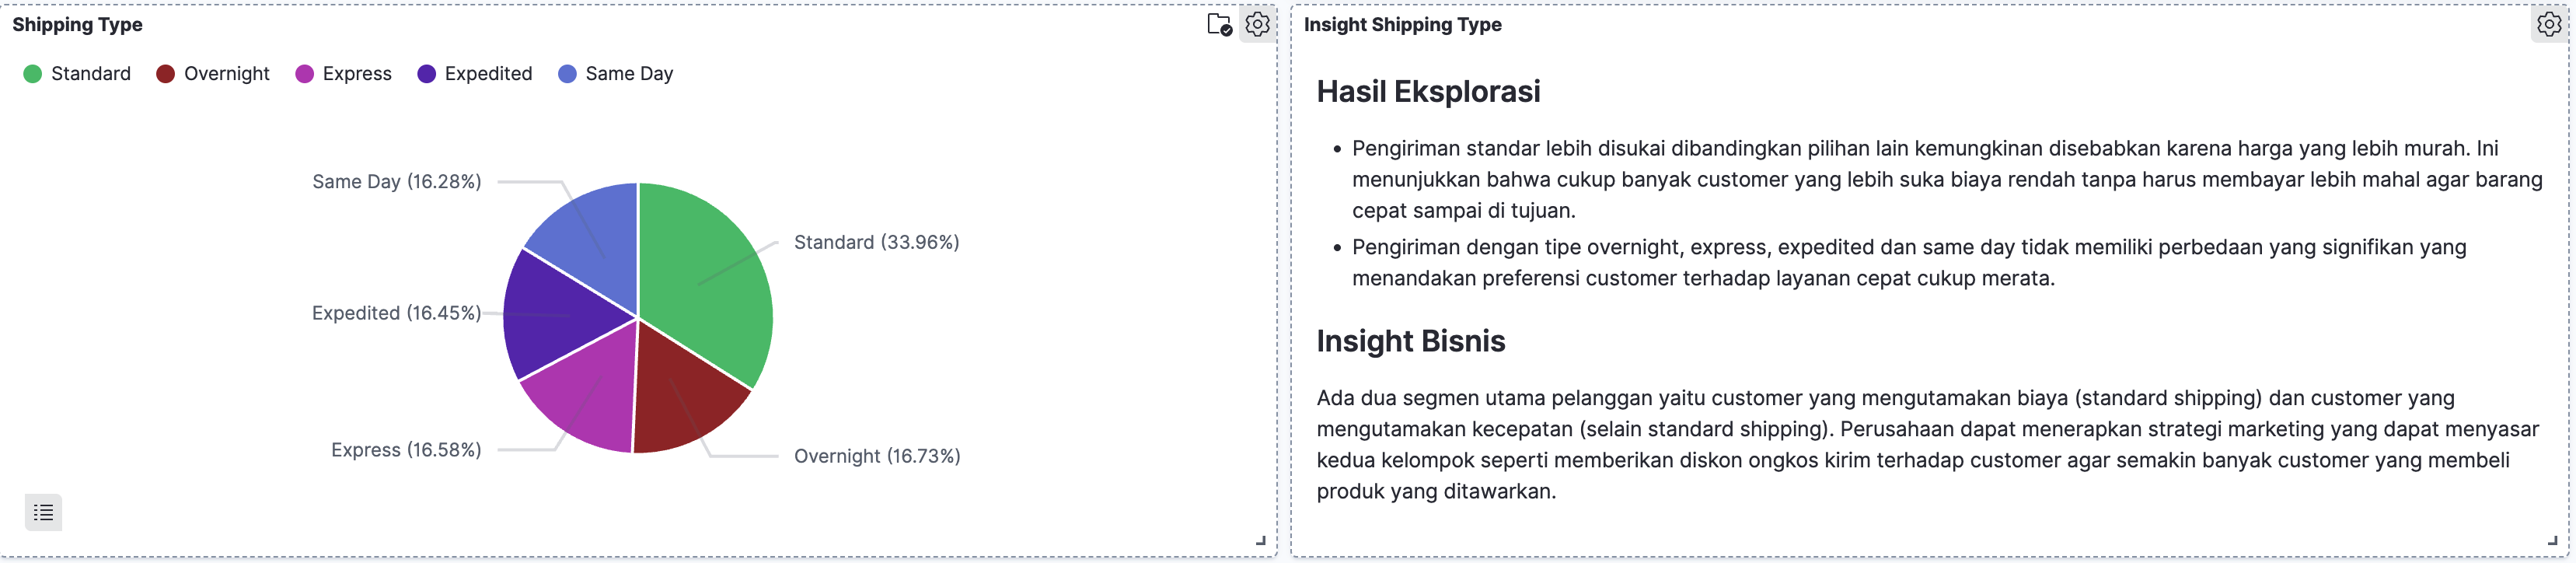 Shipping Type
Standard
Overnight
Express
Expedited
Same Day
Same Day (16.28%)
Standard (33.96%)
Expedited (16.45%)
Express (16.58%)
Overnight (16.73%)
Insight Shipping Type
Hasil Eksplorasi
• Pengiriman standar lebih disukai dibandingkan pilihan lain kemungkinan disebabkan karena harga yang lebih murah. Ini
menunjukkan bahwa cukup banyak customer yang lebih suka biaya rendah tanpa harus membayar lebih mahal agar barang
cepat sampai di tujuan.
• Pengiriman dengan tipe overnight, express, expedited dan same day tidak memiliki perbedaan yang signifikan yang
menandakan preferensi customer terhadap layanan cepat cukup merata.
Insight Bisnis
Ada dua segmen utama pelanggan yaitu customer yang mengutamakan biaya (standard shipping) dan customer yang
mengutamakan kecepatan (selain standard shipping). Perusahaan dapat menerapkan strategi marketing yang dapat menyasar
kedua kelompok seperti memberikan diskon ongkos kirim terhadap customer agar semakin banyak customer yang membeli
produk yang ditawarkan.